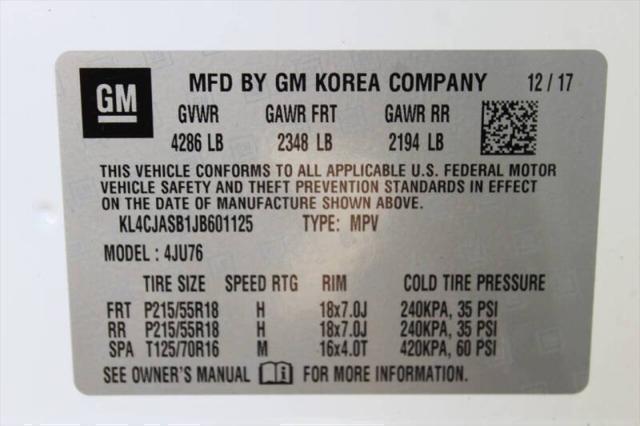 GM
MFD BY GM KOREA COMPANY 12 / 17
GVWR GAWR FRT GAWR RR
4286 LB 2348 LB 2194 LB
THIS VEHICLE CONFORMS TO ALL APPLICABLE U.S. FEDERAL MOTOR
VEHICLE SAFETY AND THEFT PREVENTION STANDARDS IN EFFECT
ON THE DATE OF MANUFACTURE SHOWN ABOVE.
KL4CJASB1JB601125 TYPE: MPV
MODEL : 4JU76
TIRE SIZE SPEED RTG RIM COLD TIRE PRESSURE
FRT P215/55R18 H 18x7.0J 240KPA, 35 PSI
RR P215/55R18 H 18x7.0J 240KPA, 35 PSI
SPA T125/70R16 M 16x4.0T 420KPA, 60 PSI
SEE OWNER'S MANUAL FOR MORE INFORMATION.